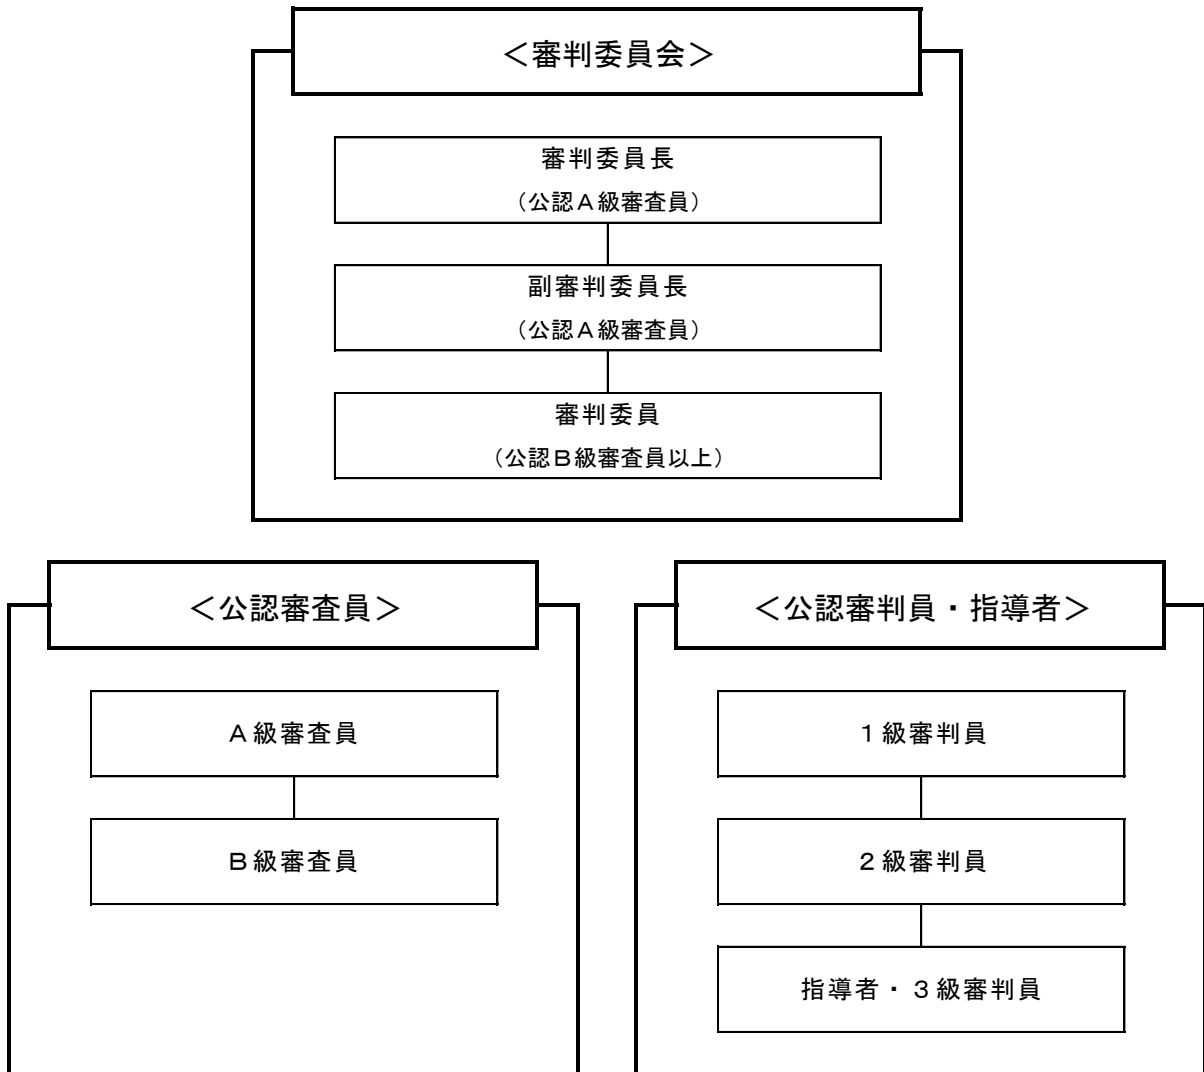 ＜審判委員会＞
審判委員長
（公認Ａ級審査員）
副審判委員長
（公認Ａ級審査員）
審判委員
（公認Ｂ級審査員以上）
＜公認審査員＞
Ａ級審査員
Ｂ級審査員
＜公認審判員・指導者＞
１級審判員
２級審判員
指導者・３級審判員